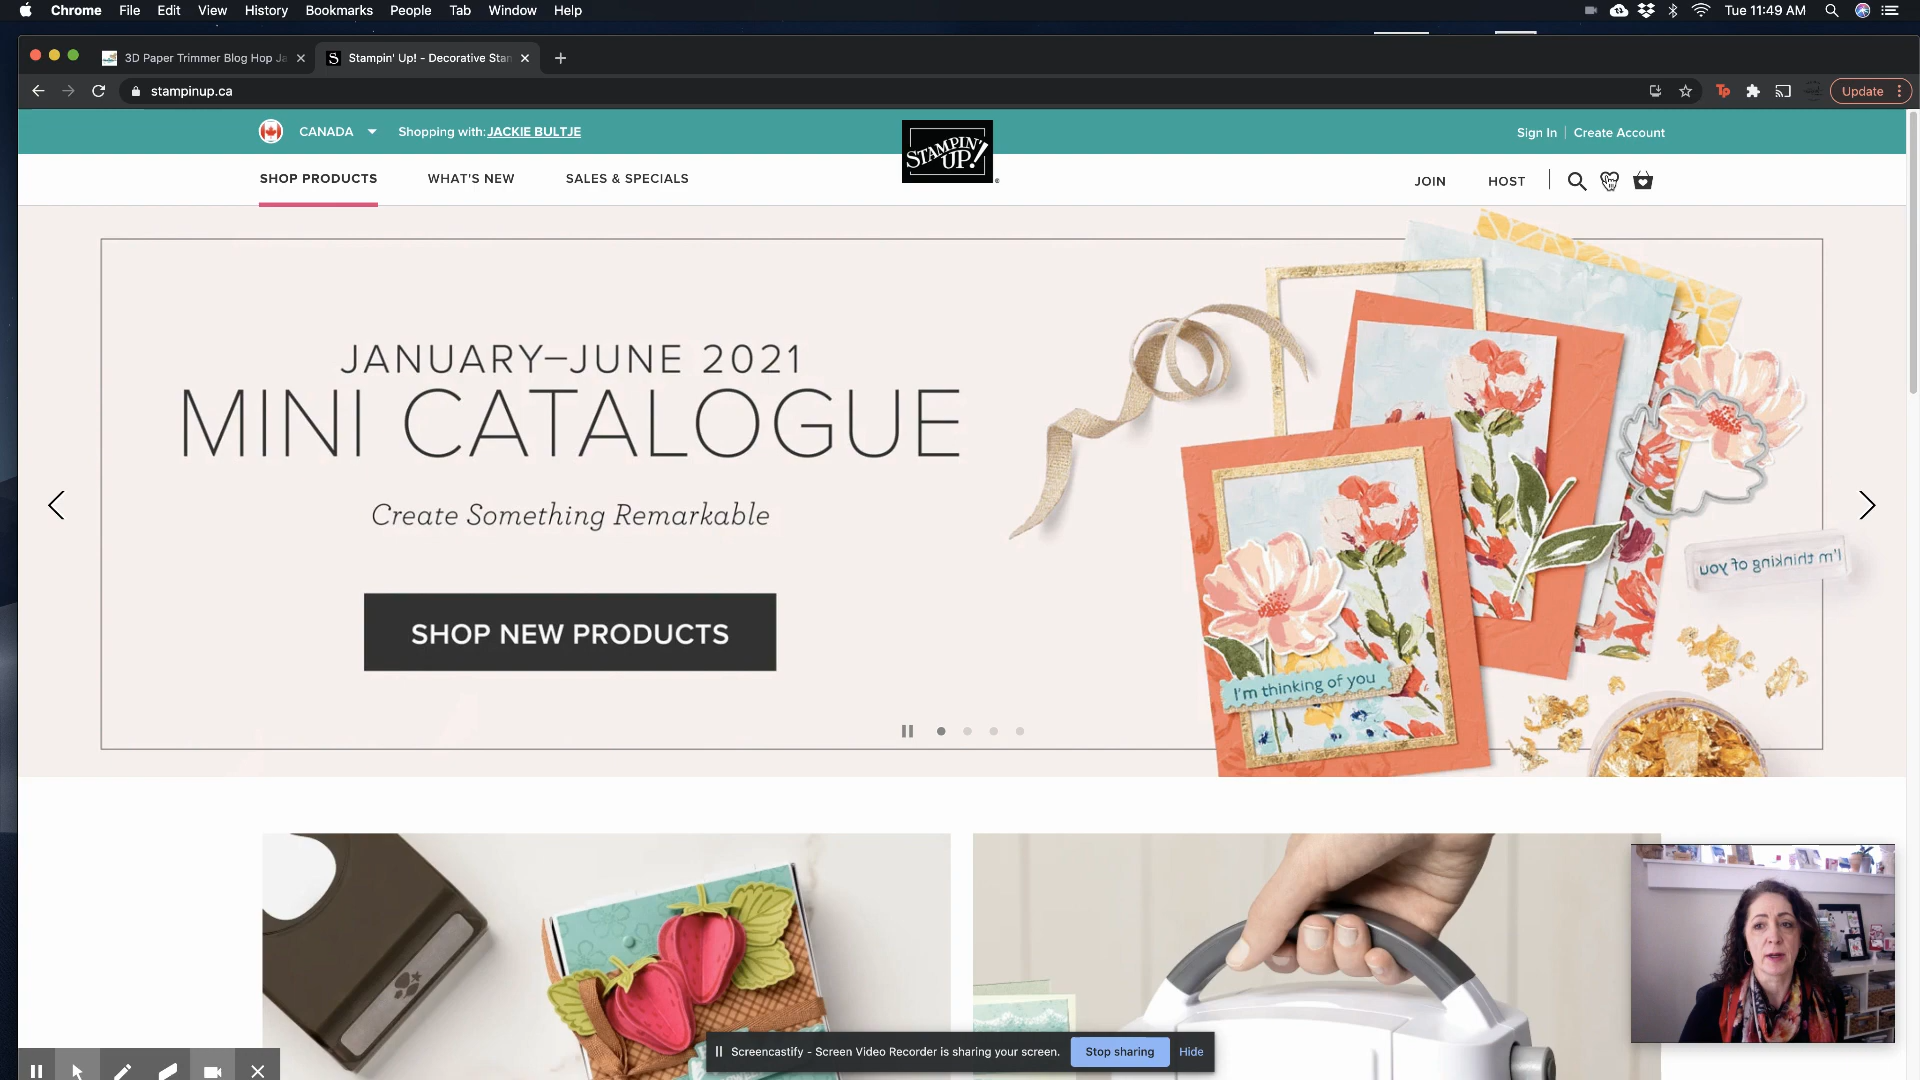 Chrome File Edit View History Bookmarks People Tab Window Help
Tue 11:49 AM
3D Paper Trimmer Blog Hop Ja
Stampin' Up! - Decorative Stam
stampinup.ca
Update
CANADA
Shopping with: JACKIE BULTJE
STAMPIN' UP!
Sign In | Create Account
SHOP PRODUCTS
WHAT'S NEW
SALES & SPECIALS
JOIN
HOST
JANUARY–JUNE 2021
MINI CATALOGUE
Create Something Remarkable
SHOP NEW PRODUCTS
I'm thinking of you
I'm thinking of you
Screencastify - Screen Video Recorder is sharing your screen.
Stop sharing
Hide